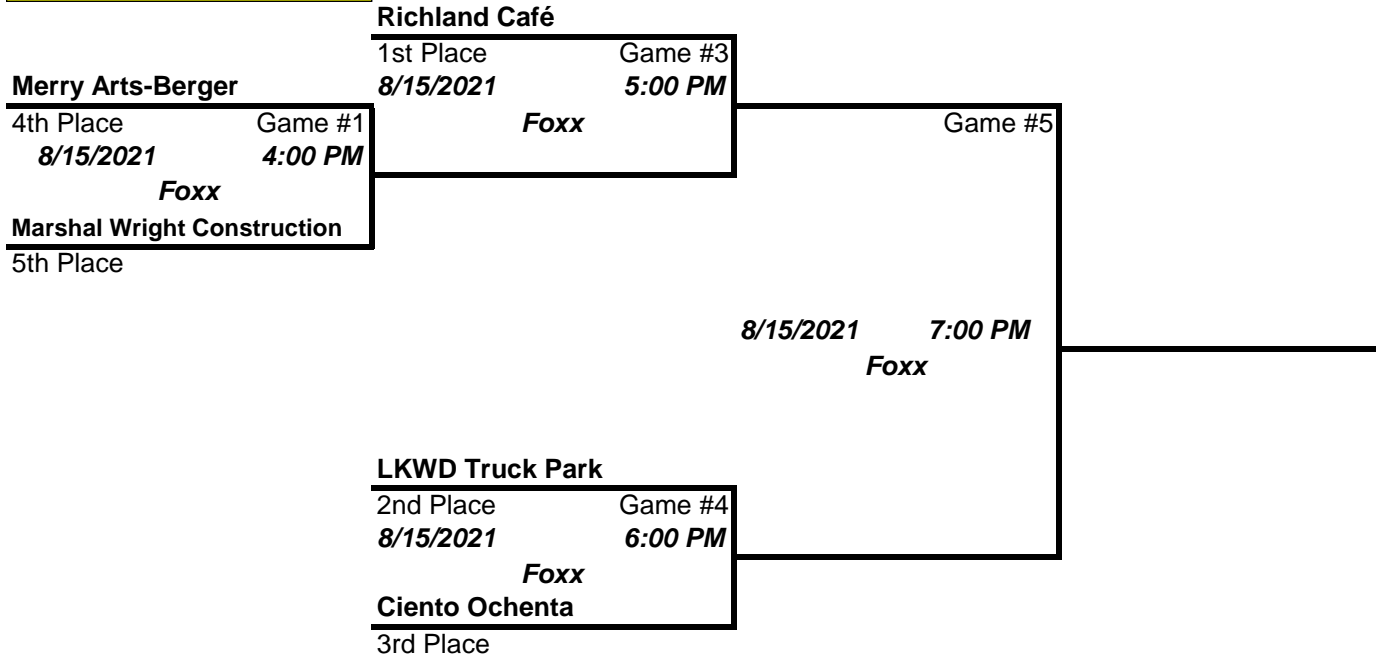 Richland Café
1st Place Game #3
Merry Arts-Berger 8/15/2021 5:00 PM
4th Place Game #1 Foxx Game #5
8/15/2021 4:00 PM
Foxx
Marshal Wright Construction
5th Place
8/15/2021 7:00 PM
Foxx
LKWD Truck Park
2nd Place Game #4
8/15/2021 6:00 PM
Foxx
Ciento Ochenta
3rd Place